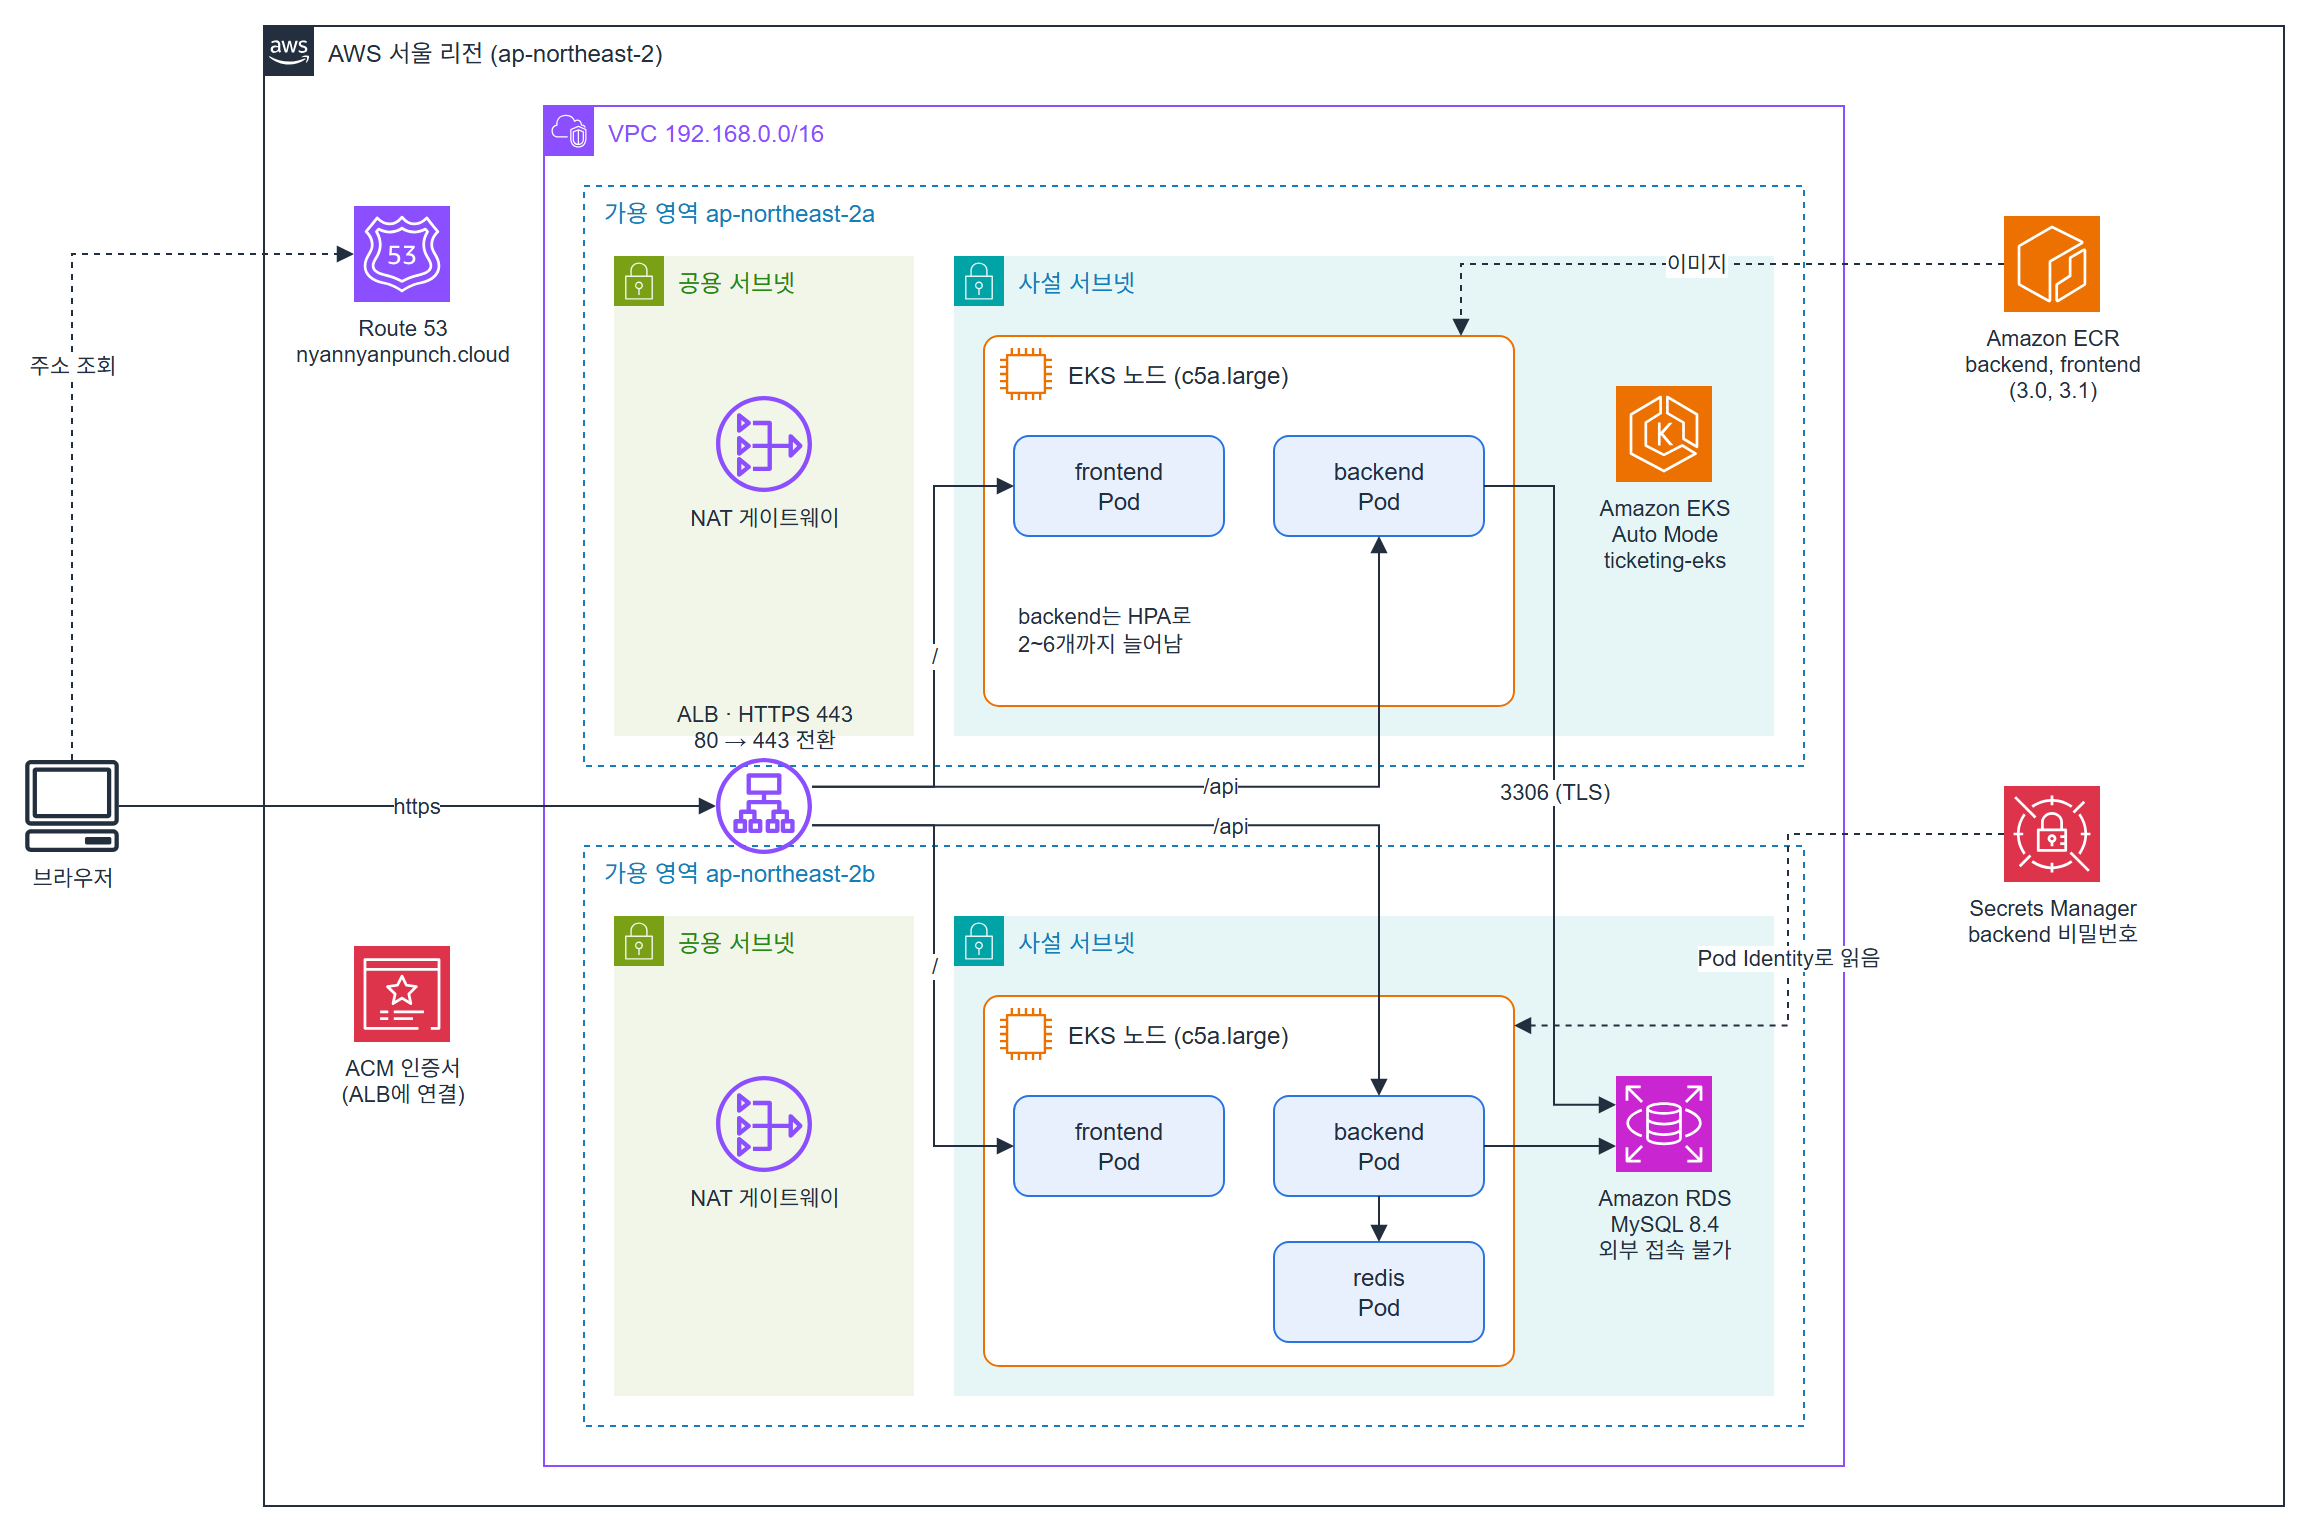 aws
AWS 서울 리전 (ap-northeast-2)
VPC 192.168.0.0/16
가용 영역 ap-northeast-2a
53
Route 53
nyannyanpunch.cloud
주소 조회
공용 서브넷
사설 서브넷
이미지
Amazon ECR
backend, frontend
(3.0, 3.1)
EKS 노드 (c5a.large)
NAT 게이트웨이
frontend
Pod
backend
Pod
K
Amazon EKS
Auto Mode
ticketing-eks
backend는 HPA로
2~6개까지 늘어남
/
ALB · HTTPS 443
80 → 443 전환
https
/api
/api
3306 (TLS)
브라우저
가용 영역 ap-northeast-2b
Secrets Manager
backend 비밀번호
공용 서브넷
사설 서브넷
/
Pod Identity로 읽음
ACM 인증서
(ALB에 연결)
EKS 노드 (c5a.large)
NAT 게이트웨이
frontend
Pod
backend
Pod
redis
Pod
Amazon RDS
MySQL 8.4
외부 접속 불가